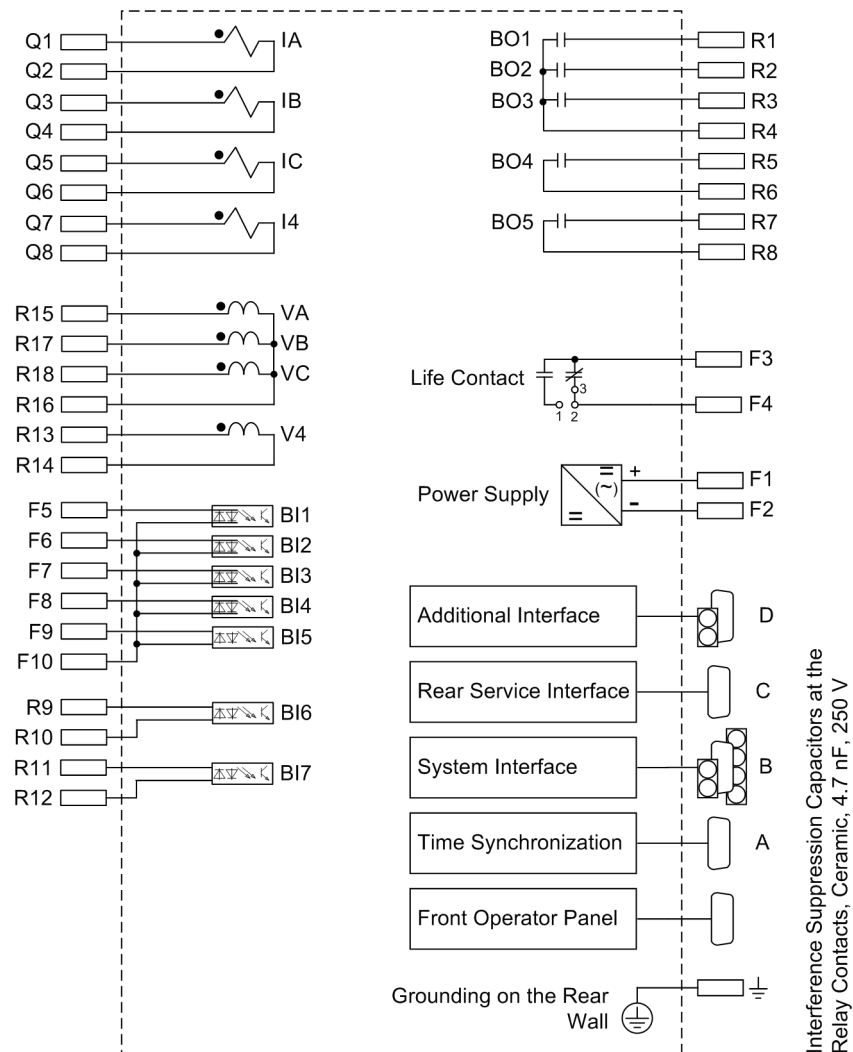 Q1
IA
Q2
Q3
IB
Q4
Q5
IC
Q6
Q7
I4
Q8
R15
VA
R17
VB
R18
VC
R16
R13
V4
R14
F5
BI1
F6
BI2
F7
BI3
F8
BI4
F9
BI5
F10
R9
BI6
R10
R11
BI7
R12
BO1
R1
BO2
R2
BO3
R3
R4
BO4
R5
R6
BO5
R7
R8
Life Contact
3
1 2
F3
F4
Power Supply
=
(~)
=
+
-
F1
F2
Additional Interface
D
Rear Service Interface
C
System Interface
B
Time Synchronization
A
Front Operator Panel
Grounding on the Rear
Wall
Interference Suppression Capacitors at the
Relay Contacts, Ceramic, 4.7 nF, 250 V